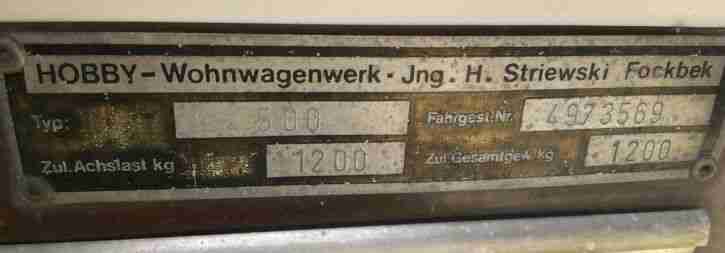 HOBBY-Wohnwagenwerk · Jng. H. Striewski Fockbek
Typ: 500 Fahrgest.Nr. 4973569
Zul.Achslast kg 1200 Zul.Gesamtgew. kg 1200